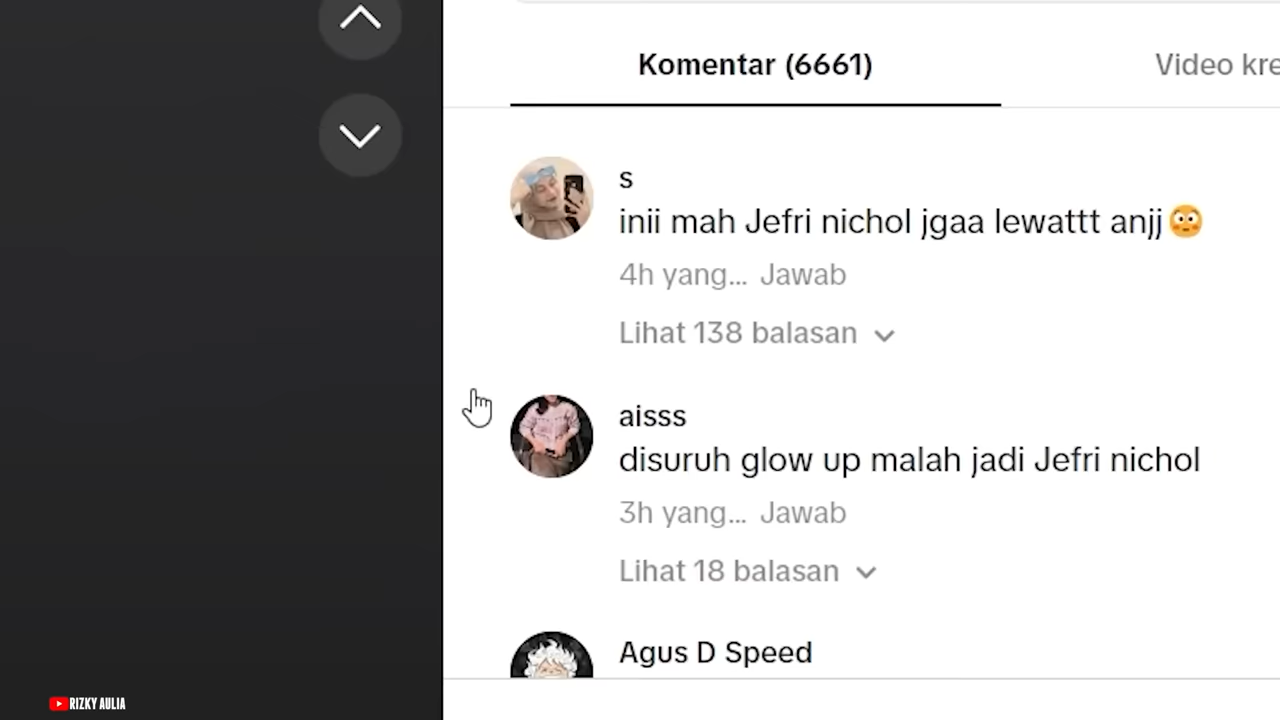 Komentar (6661)
Video kre
s
inii mah Jefri nichol jgaa lewattt anjj😳
4h yang... Jawab
Lihat 138 balasan
aisss
disuruh glow up malah jadi Jefri nichol
3h yang... Jawab
Lihat 18 balasan
Agus D Speed
RIZKY AULIA